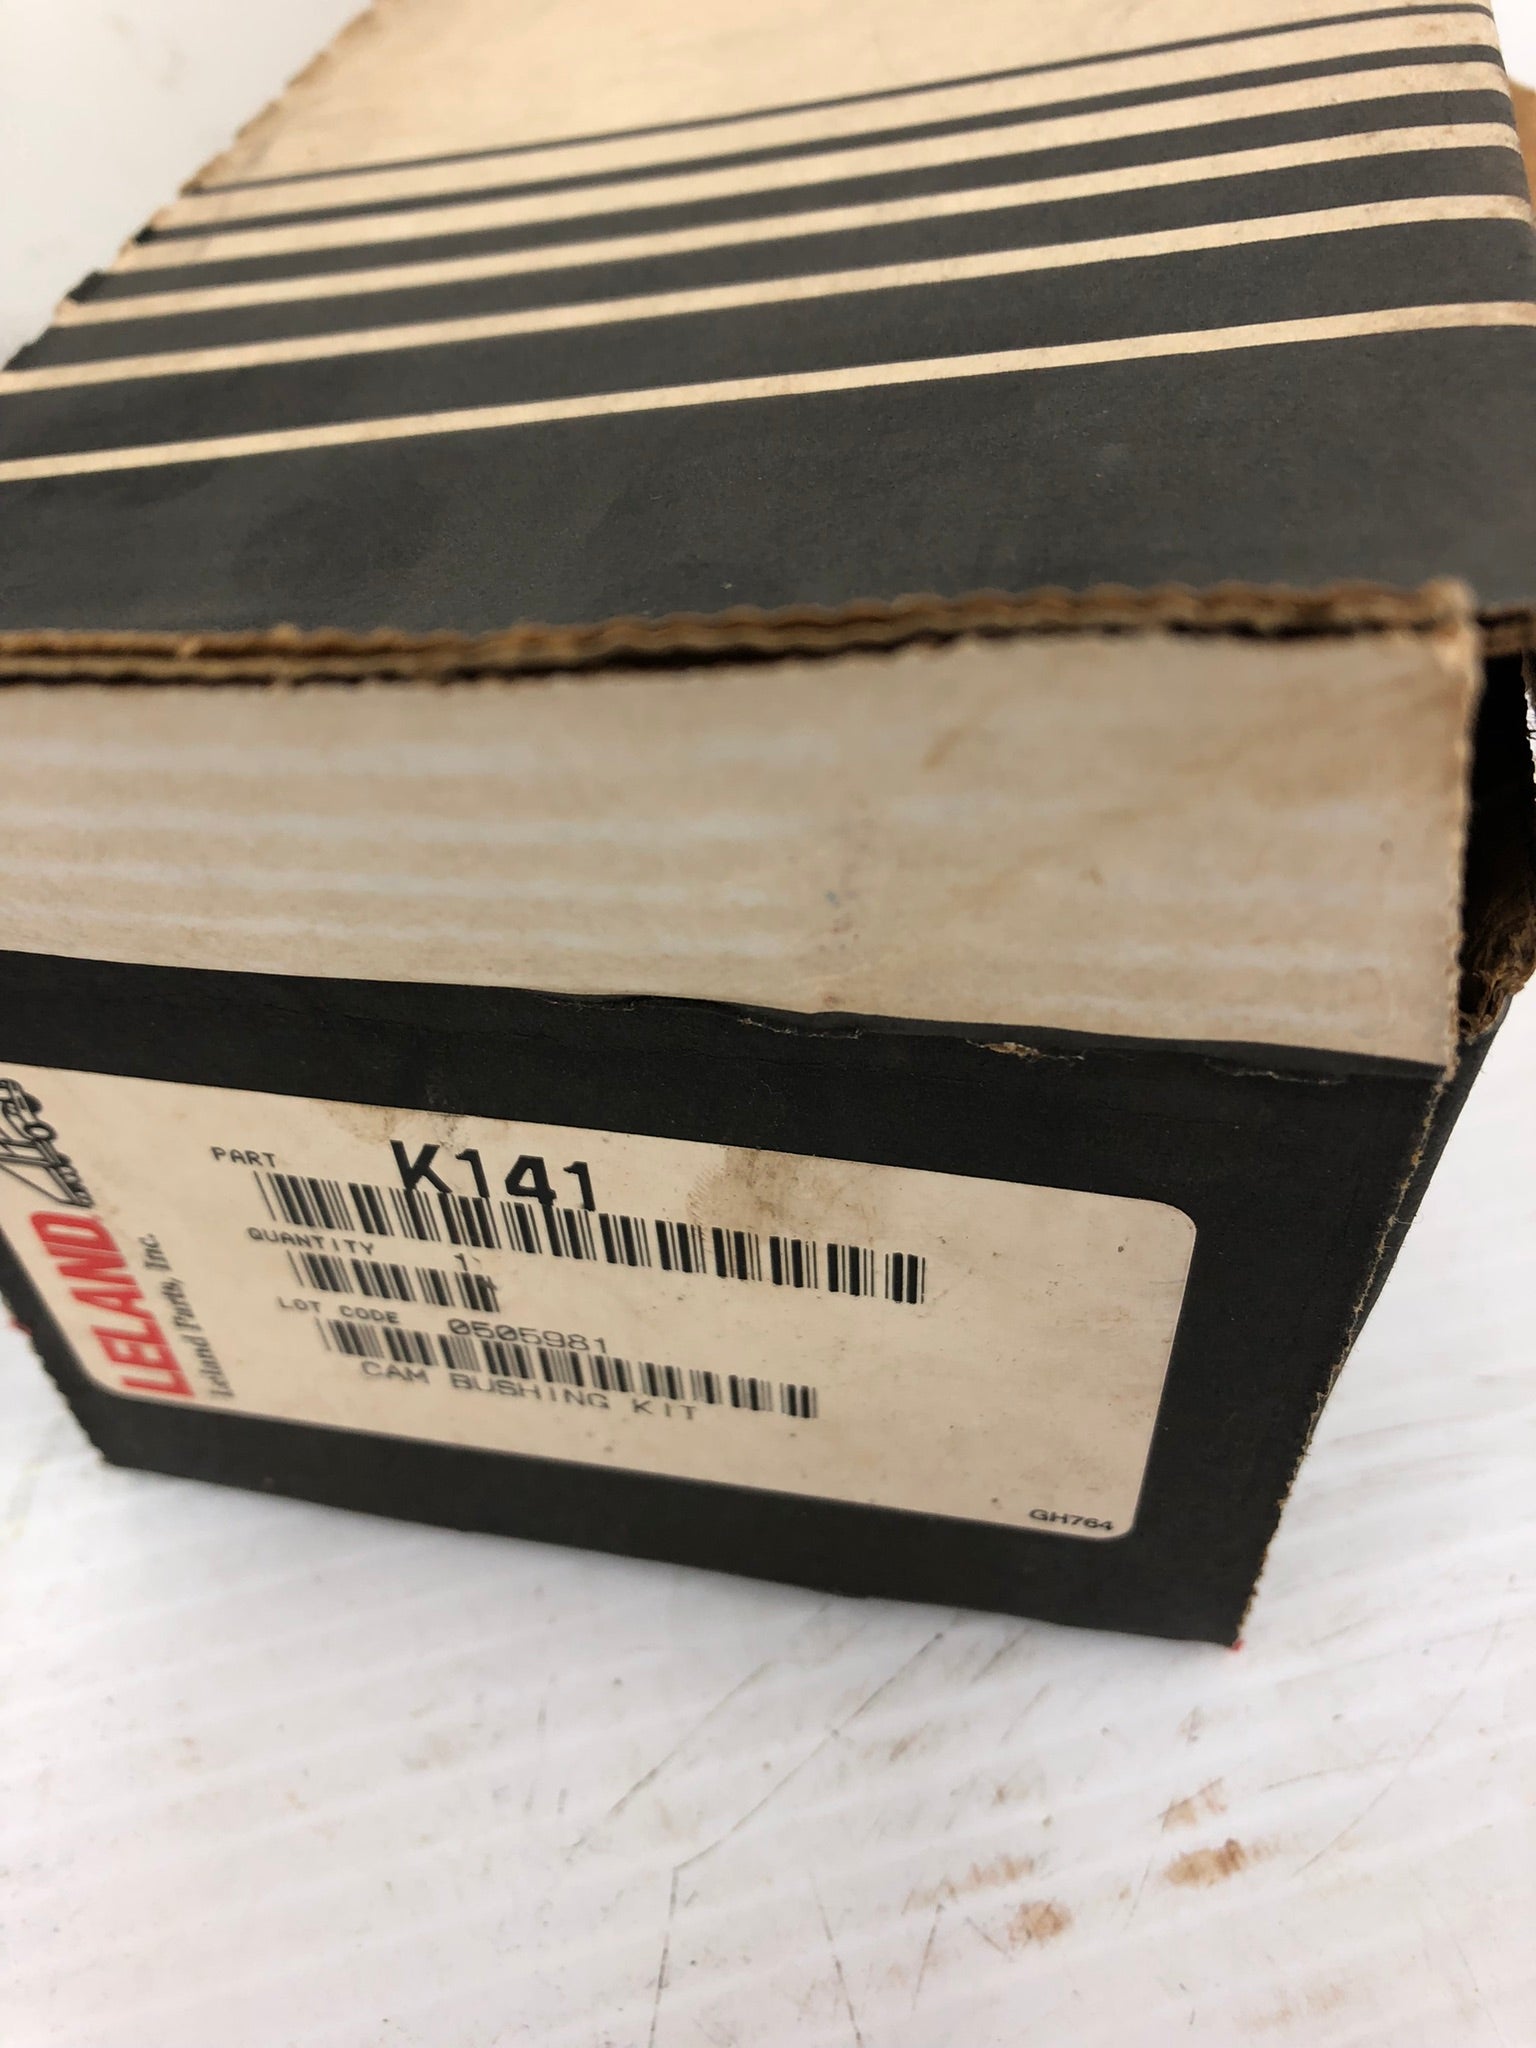 LELAND
Leland Parts, Inc.
PART K141
QUANTITY 1
LOT CODE 0505981
CAM BUSHING KIT
GH764